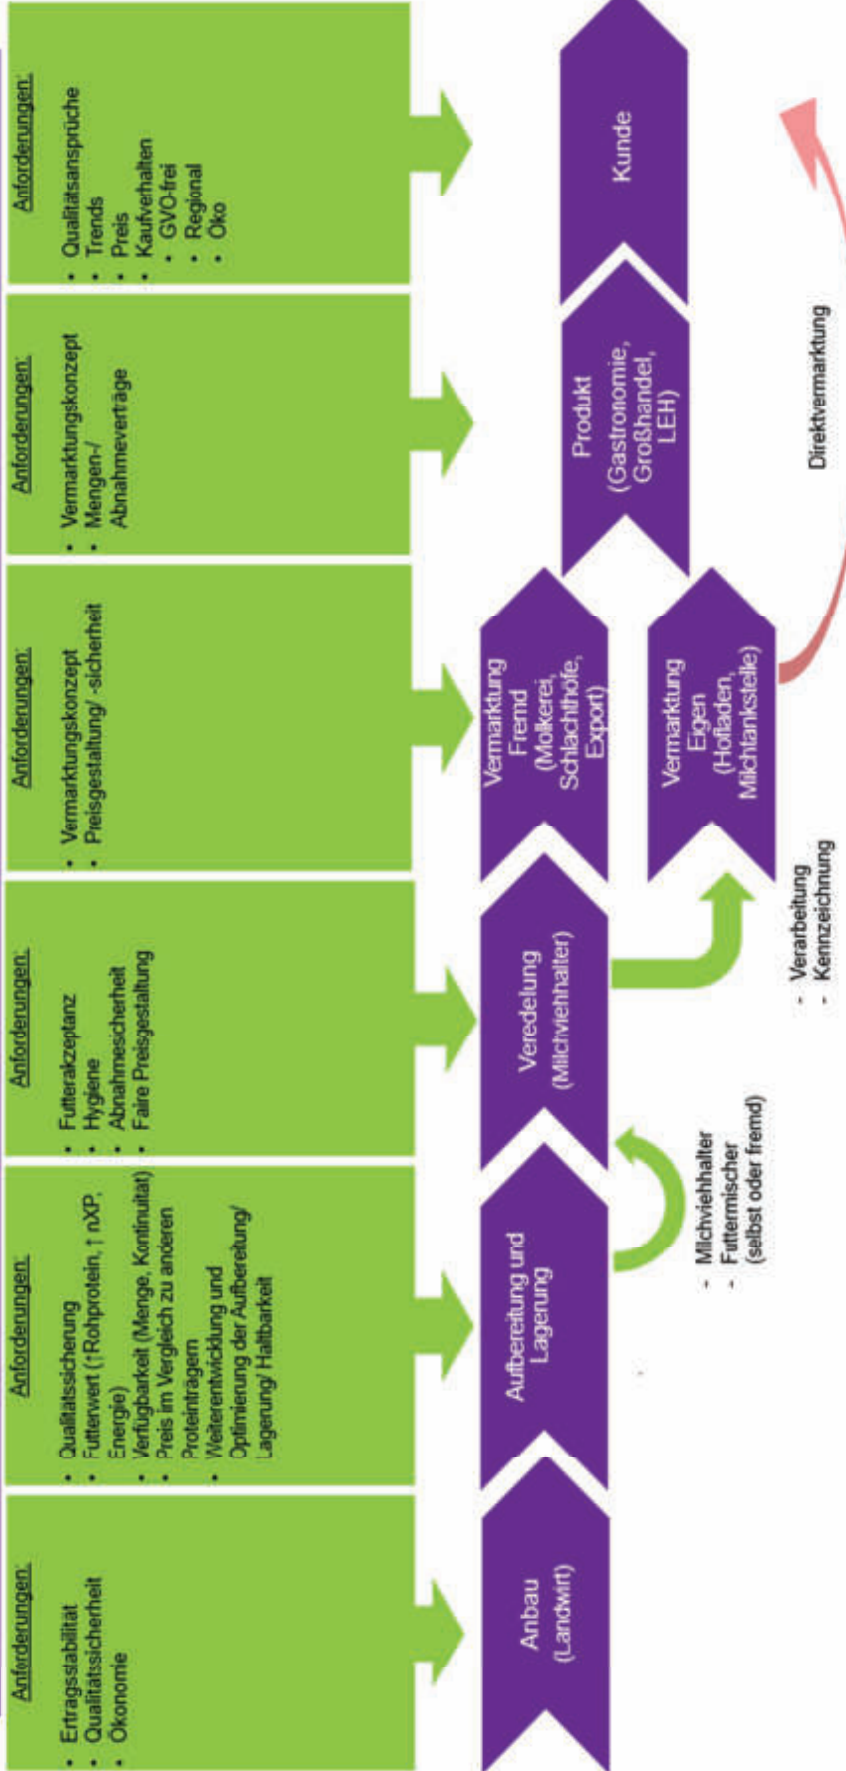 Anforderungen:
• Ertragsstabilität
• Qualitätssicherheit
• Ökonomie
Anforderungen:
• Qualitätssicherung
• Futterwert (↑Rohprotein, ↑ nXP,
Energie)
• Verfügbarkeit (Menge, Kontinuität)
• Preis im Vergleich zu anderen
Proteinträgern
• Weiterentwicklung und
Optimierung der Aufbereitung/
Lagerung/ Haltbarkeit
Anforderungen:
• Futterakzeptanz
• Hygiene
• Abnahmesicherheit
• Faire Preisgestaltung
Anforderungen:
• Vermarktungskonzept
• Preisgestaltung/ -sicherheit
Anforderungen:
• Vermarktungskonzept
• Mengen-/
Abnahmeverträge
Anforderungen:
• Qualitätsansprüche
• Trends
• Preis
• Kaufverhalten
• GVO-frei
• Regional
• Öko
Anbau
(Landwirt)
Aufbereitung und
Lagerung
Veredelung
(Milchviehhalter)
Vermarktung
Fremd
(Molkerei,
Schlachthöfe,
Export)
Vermarktung
Eigen
(Hofladen,
Milchtankstelle)
Produkt
(Gastronomie,
Großhandel,
LEH)
Kunde
- Milchviehhalter
- Futtermischer
(selbst oder fremd)
- Verarbeitung
- Kennzeichnung
Direktvermarktung